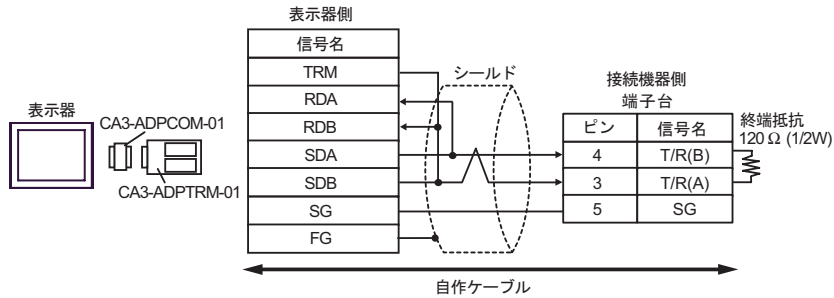 表示器側
信号名
TRM
RDA
RDB
SDA
SDB
SG
FG
シールド
接続機器側
端子台
ピン 信号名
4 T/R(B)
3 T/R(A)
5 SG
終端抵抗
120 Ω (1/2W)
表示器
CA3-ADPCOM-01
CA3-ADPTRM-01
自作ケーブル